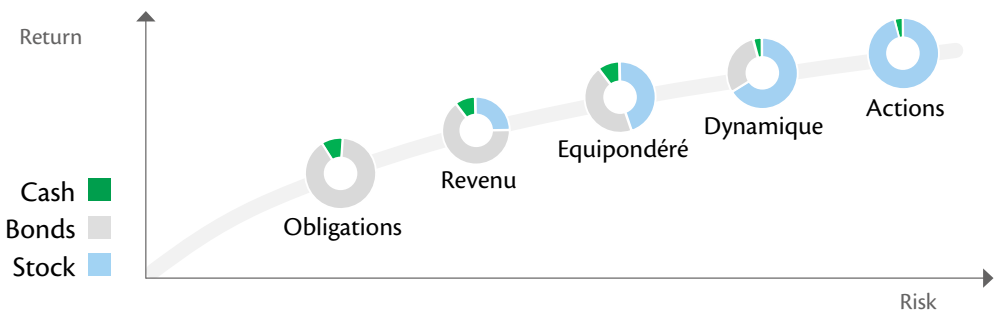 Return
Actions
Dynamique
Equipondéré
Revenu
Obligations
Cash
Bonds
Stock
Risk